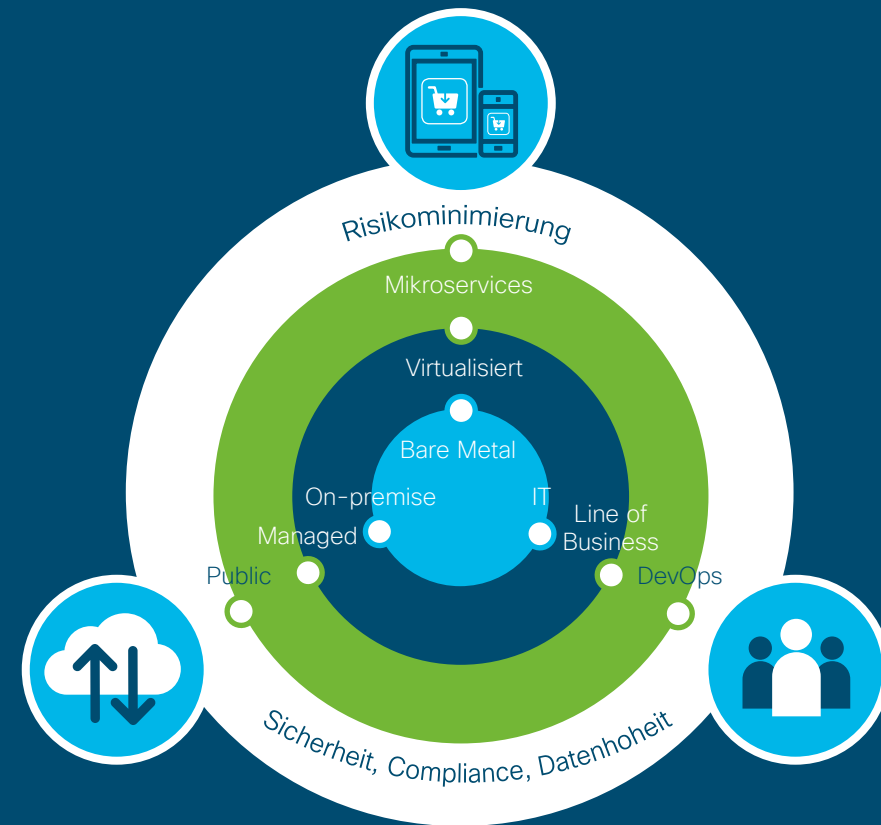 Risikominimierung
Mikroservices
Virtualisiert
Bare Metal
On-premise
IT
Managed
Line of
Business
Public
DevOps
Sicherheit, Compliance, Datenhoheit